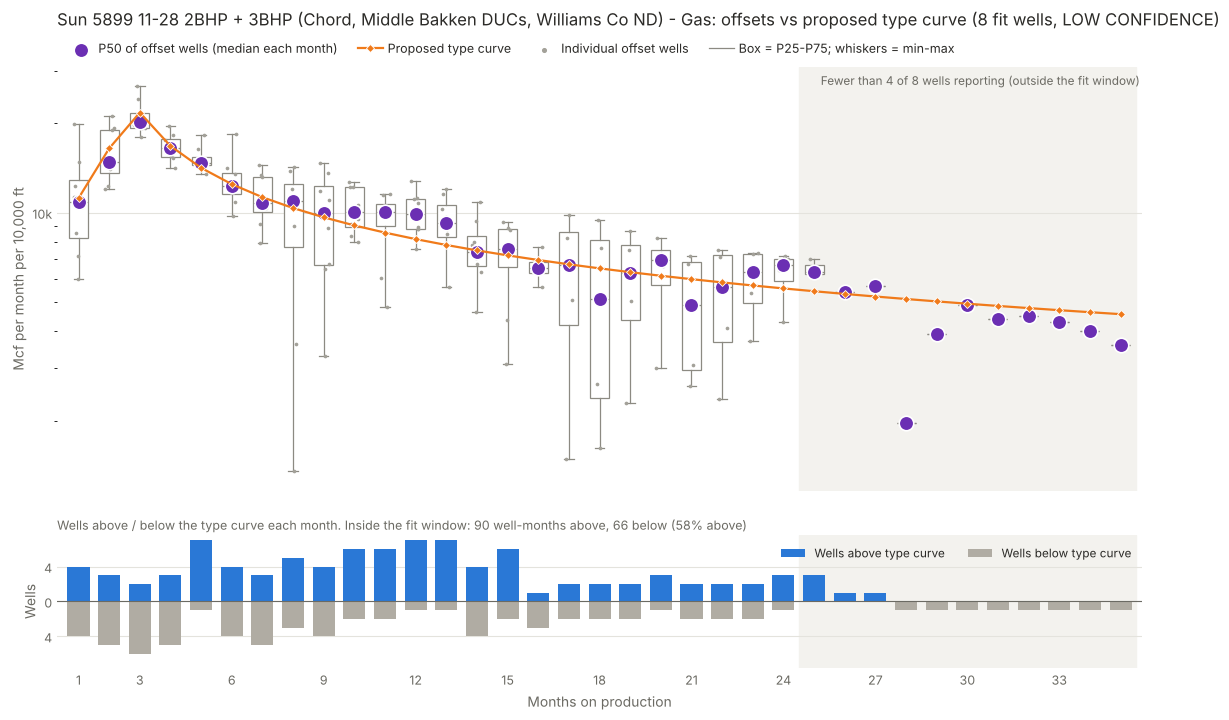 Sun 5899 11-28 2BHP + 3BHP (Chord, Middle Bakken DUCs, Williams Co ND) - Gas: offsets vs proposed type curve (8 fit wells, LOW CONFIDENCE)
P50 of offset wells (median each month) Proposed type curve Individual offset wells Box = P25-P75; whiskers = min-max
Fewer than 4 of 8 wells reporting (outside the fit window)
10k
Mcf per month per 10,000 ft
Wells above / below the type curve each month. Inside the fit window: 90 well-months above, 66 below (58% above)
Wells above type curve Wells below type curve
4
0
4
Wells
1 3 6 9 12 15 18 21 24 27 30 33
Months on production